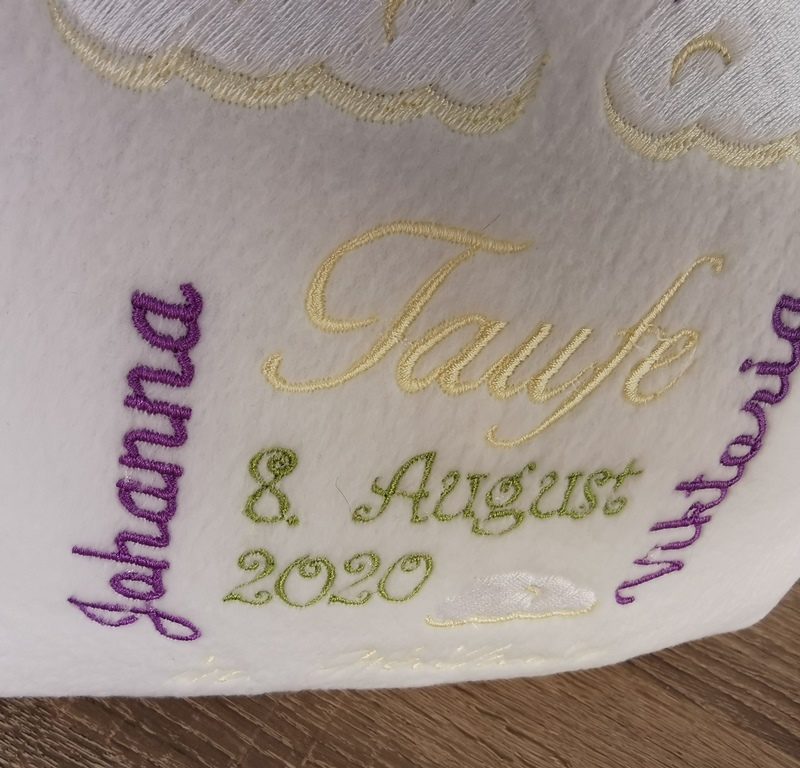 Taufe
Johanna
Viktoria
8. August
2020